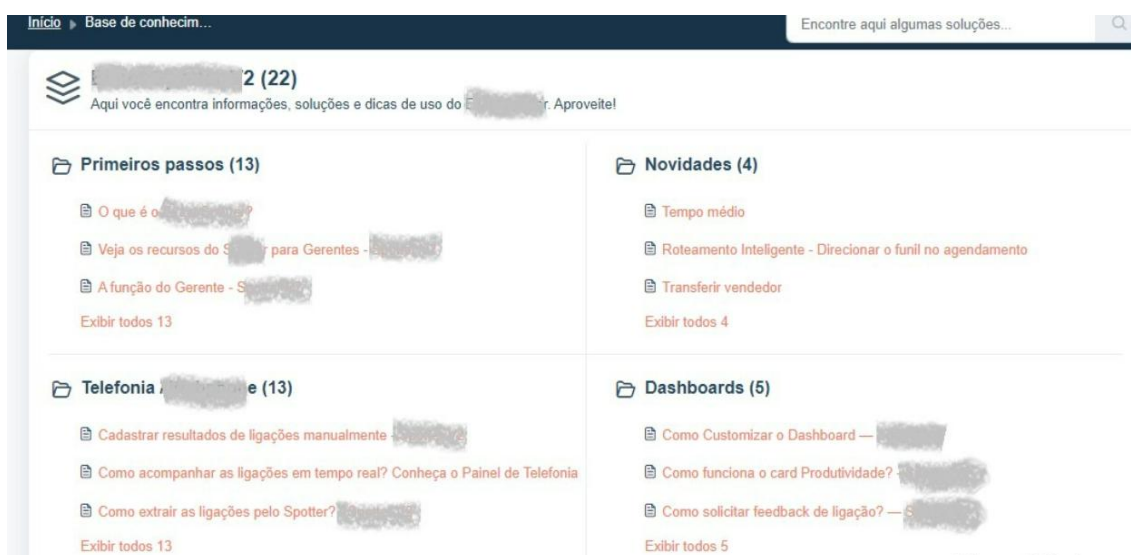 Início ▸ Base de conhecim...
Encontre aqui algumas soluções...
2 (22)
Aqui você encontra informações, soluções e dicas de uso do r. Aproveite!
Primeiros passos (13)
O que é o ?
Veja os recursos do S para Gerentes -
A função do Gerente - S
Exibir todos 13
Novidades (4)
Tempo médio
Roteamento Inteligente - Direcionar o funil no agendamento
Transferir vendedor
Exibir todos 4
Telefonia e (13)
Cadastrar resultados de ligações manualmente -
Como acompanhar as ligações em tempo real? Conheça o Painel de Telefonia
Como extrair as ligações pelo Spotter?
Exibir todos 13
Dashboards (5)
Como Customizar o Dashboard —
Como funciona o card Produtividade?
Como solicitar feedback de ligação? — S
Exibir todos 5